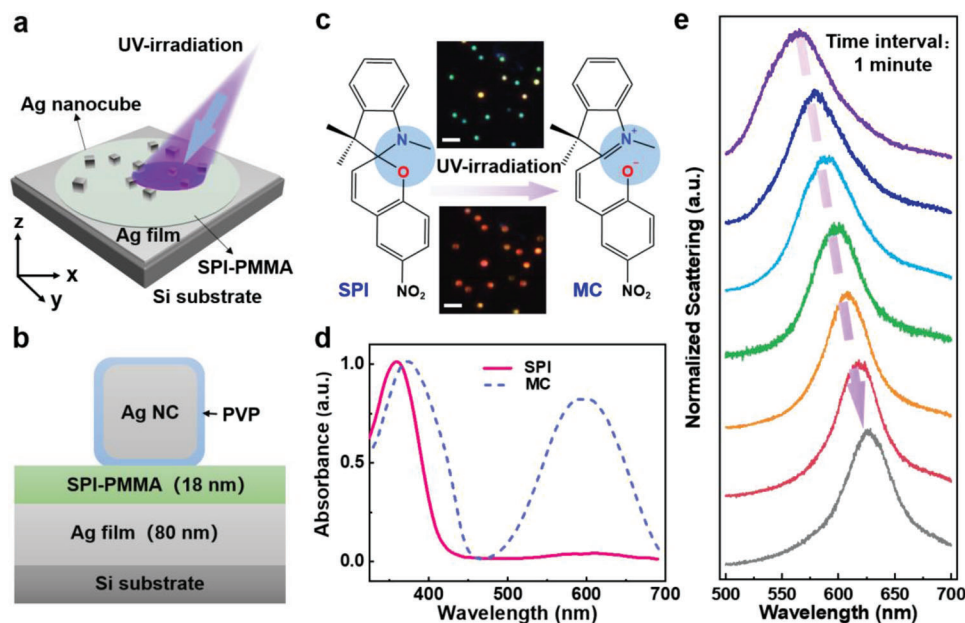 a
UV-irradiation
Ag nanocube
Ag film
SPI-PMMA
Si substrate
z
x
y
b
Ag NC
PVP
SPI-PMMA（18 nm）
Ag film（80 nm）
Si substrate
c
N
O
NO₂
SPI
UV-irradiation
N⁺
O⁻
NO₂
MC
d
Absorbance (a.u.)
1.0
0.5
0.0
SPI
MC
400
500
600
700
Wavelength (nm)
e
Time interval：
1 minute
Normalized Scattering (a.u.)
500
550
600
650
700
Wavelength (nm)